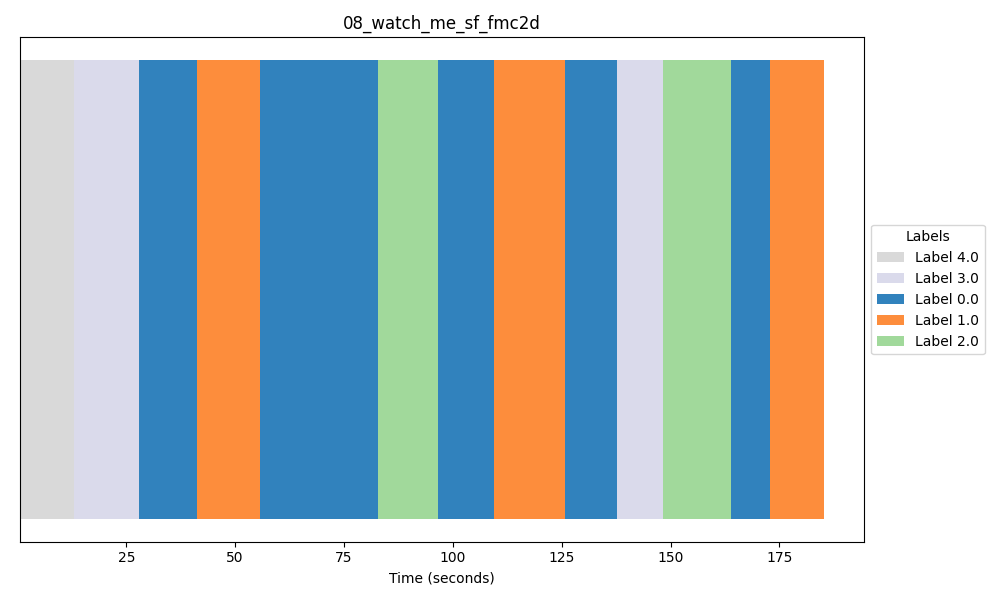 08_watch_me_sf_fmc2d
Labels
Label 4.0
Label 3.0
Label 0.0
Label 1.0
Label 2.0
25 50 75 100 125 150 175
Time (seconds)